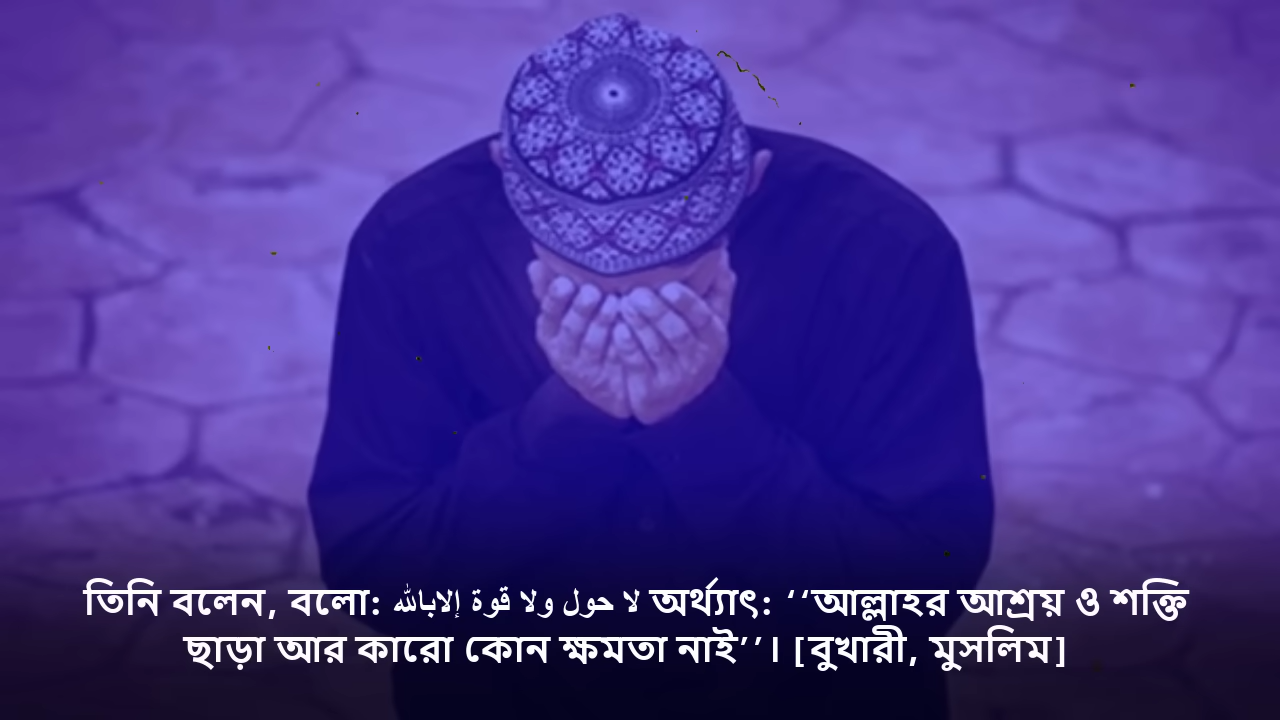 তিনি বলেন, বলো: لا حول ولا قوة إلابالله অর্থ্যাৎ: ‘‘আল্লাহর আশ্রয় ও শক্তি
ছাড়া আর কারো কোন ক্ষমতা নাই’’। [বুখারী, মুসলিম]